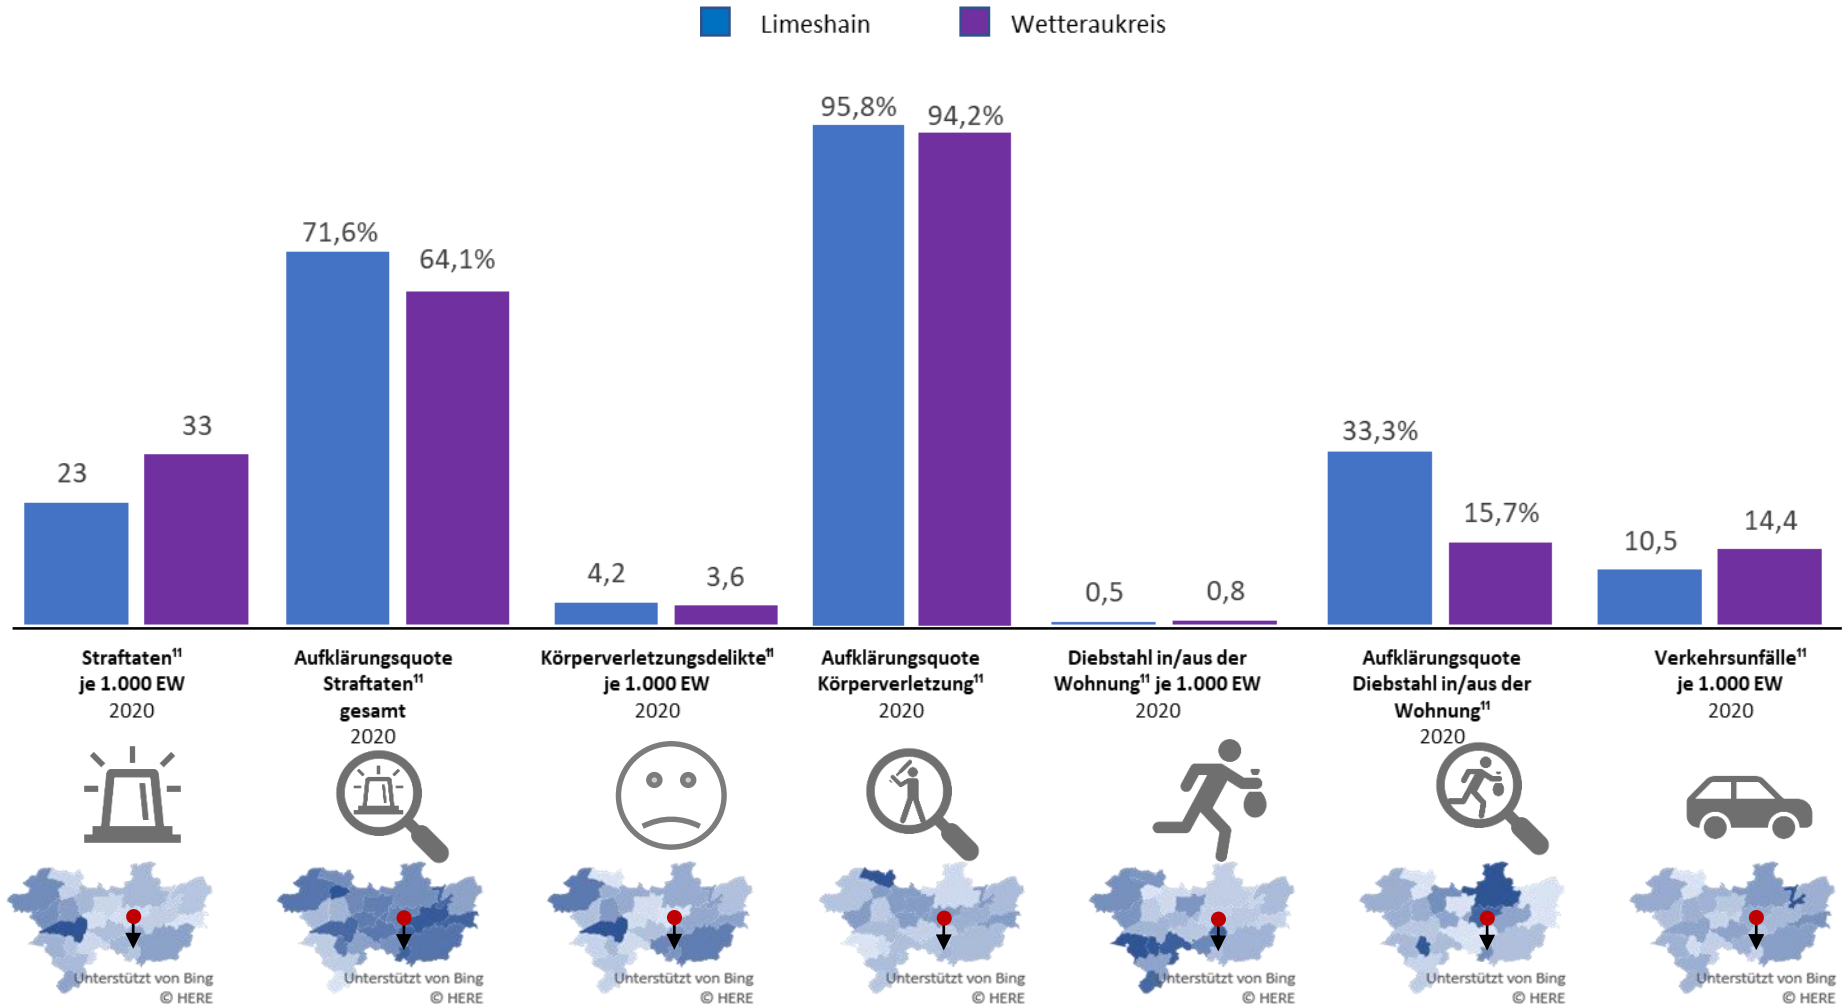 Limeshain
Wetteraukreis
23
33
71,6%
64,1%
4,2
3,6
95,8%
94,2%
0,5
0,8
33,3%
15,7%
10,5
14,4
Straftaten¹¹
je 1.000 EW
2020
Aufklärungsquote
Straftaten¹¹
gesamt
2020
Körperverletzungsdelikte¹¹
je 1.000 EW
2020
Aufklärungsquote
Körperverletzung¹¹
2020
Diebstahl in/aus der
Wohnung¹¹ je 1.000 EW
2020
Aufklärungsquote
Diebstahl in/aus der
Wohnung¹¹
2020
Verkehrsunfälle¹¹
je 1.000 EW
2020
Unterstützt von Bing
© HERE
Unterstützt von Bing
© HERE
Unterstützt von Bing
© HERE
Unterstützt von Bing
© HERE
Unterstützt von Bing
© HERE
Unterstützt von Bing
© HERE
Unterstützt von Bing
© HERE